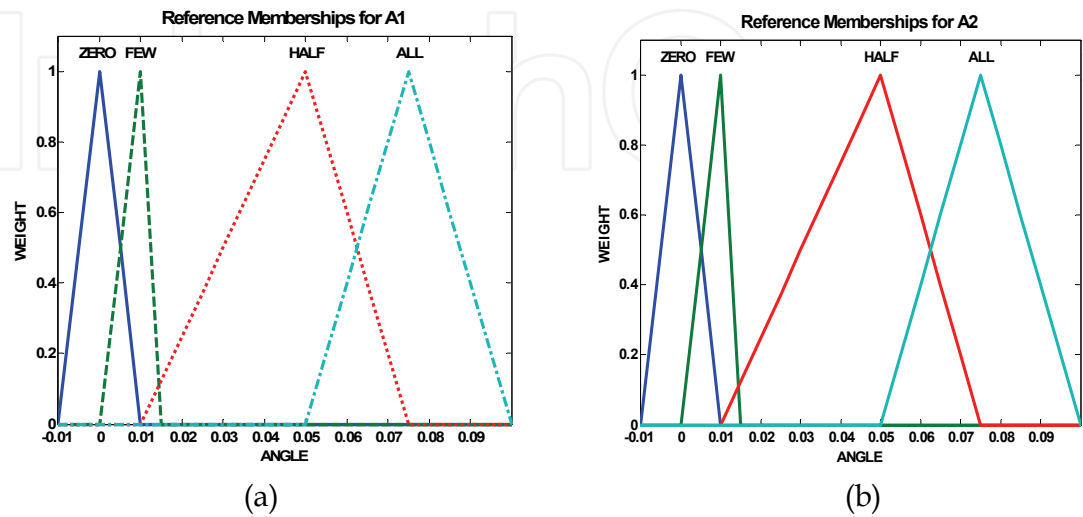 Reference Memberships for A1
ZERO FEW HALF ALL
1
0.8
0.6
0.4
0.2
0
WEIGHT
-0.01 0 0.01 0.02 0.03 0.04 0.05 0.06 0.07 0.08 0.09
ANGLE
(a)
Reference Memberships for A2
ZERO FEW HALF ALL
1
0.8
0.6
0.4
0.2
0
WEIGHT
-0.01 0 0.01 0.02 0.03 0.04 0.05 0.06 0.07 0.08 0.09
ANGLE
(b)